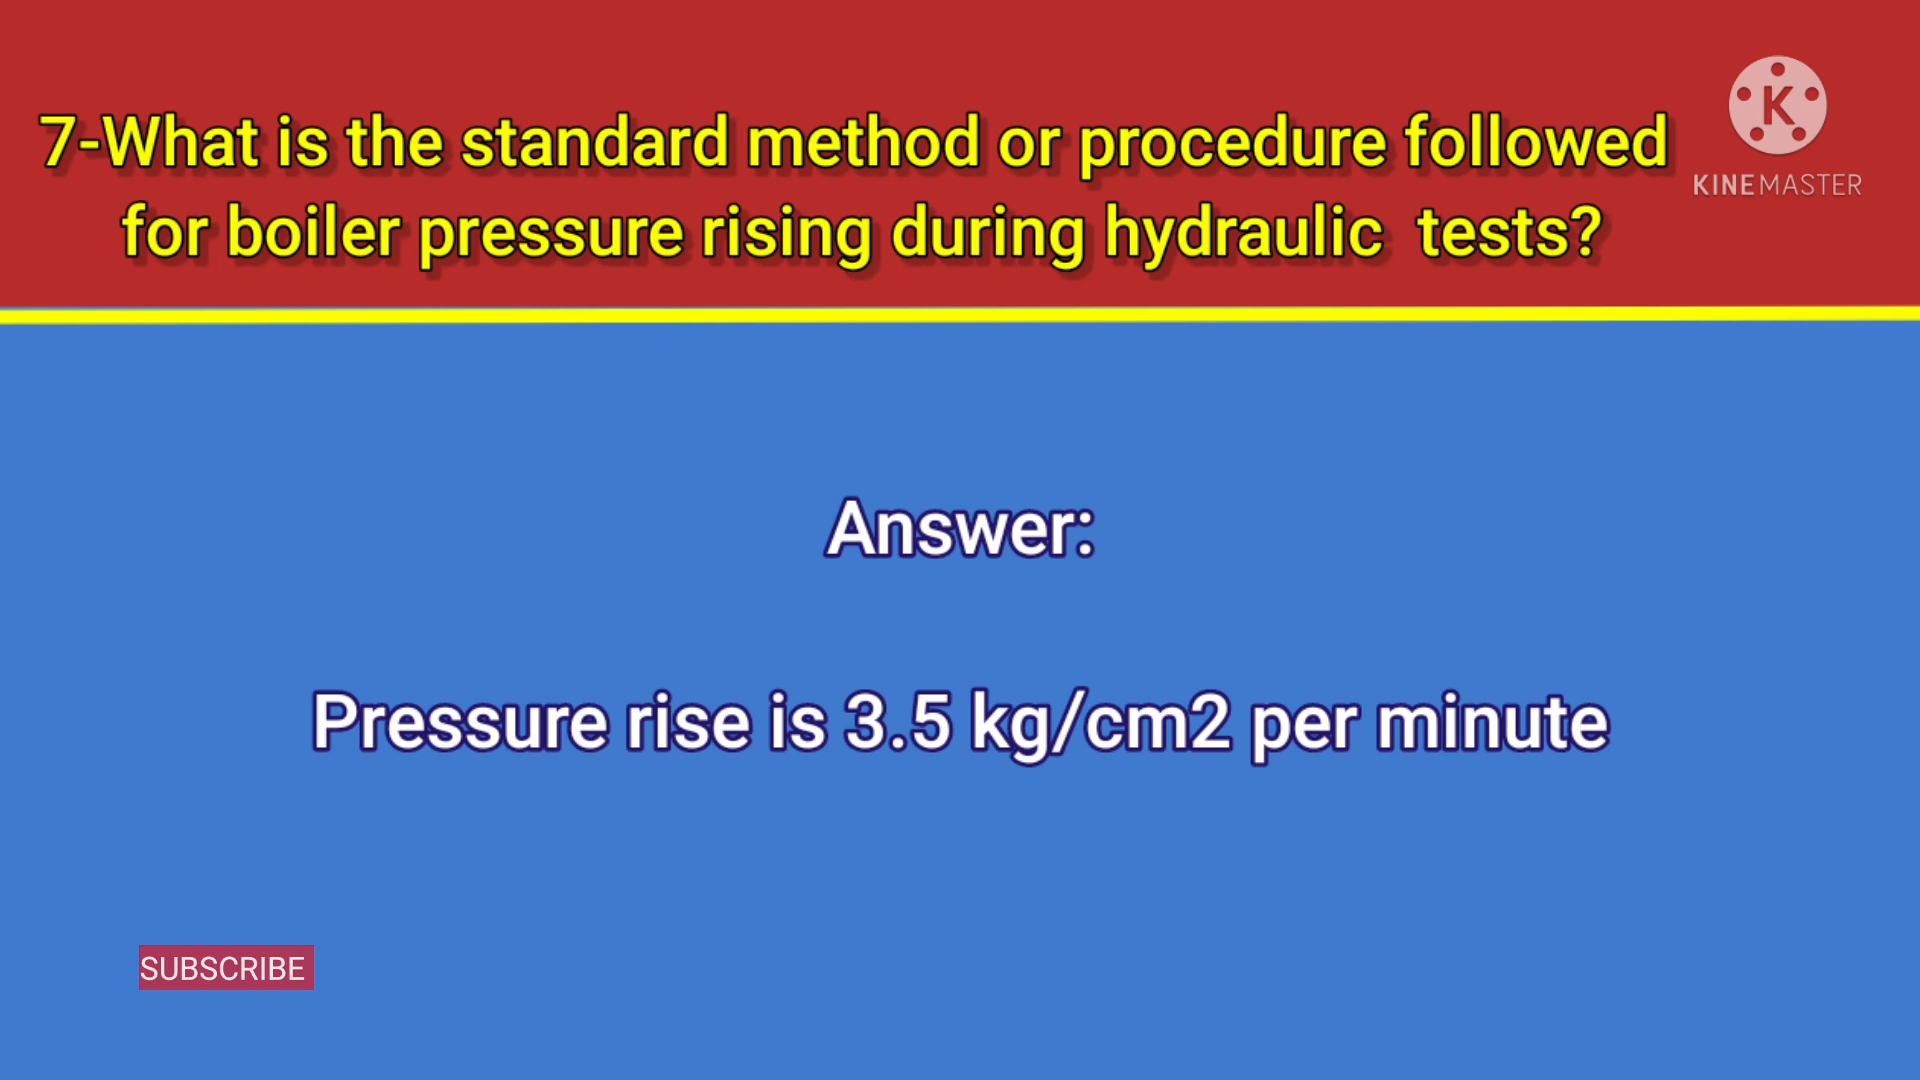 7-What is the standard method or procedure followed
for boiler pressure rising during hydraulic tests?
K
KINEMASTER
Answer:
Pressure rise is 3.5 kg/cm2 per minute
SUBSCRIBE